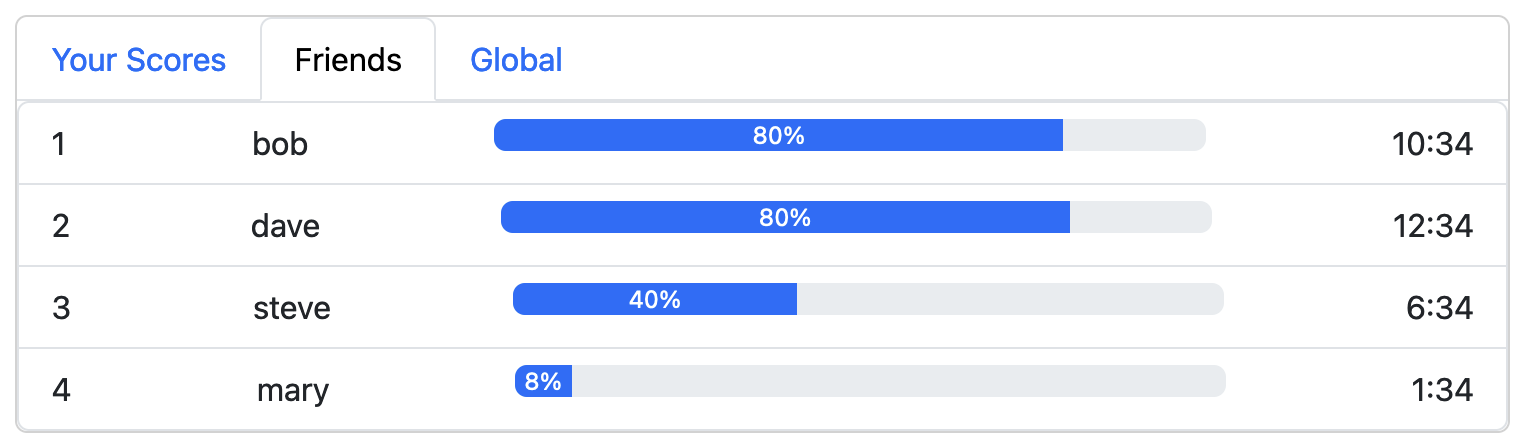 Your Scores Friends Global
1 bob 80% 10:34
2 dave 80% 12:34
3 steve 40% 6:34
4 mary 8% 1:34